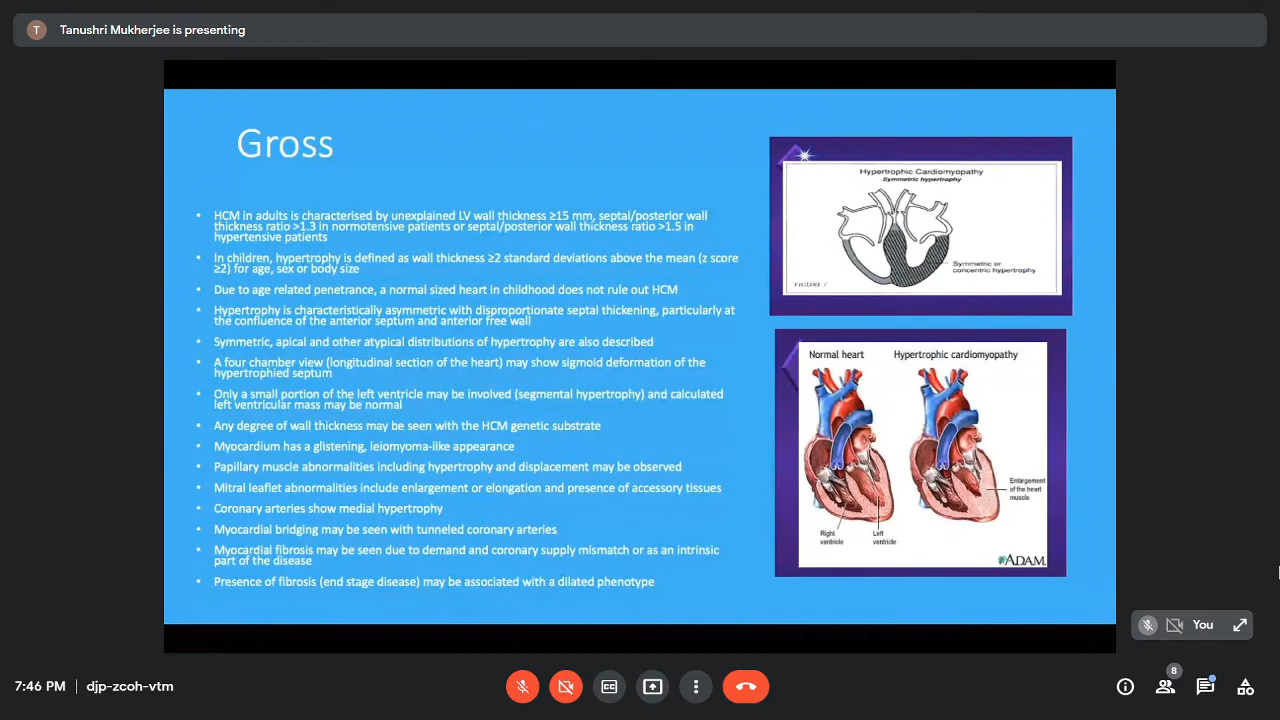 T
Tanushri Mukherjee is presenting
Gross
• HCM in adults is characterised by unexplained LV wall thickness ≥15 mm, septal/posterior wall
thickness ratio >1.3 in normotensive patients or septal/posterior wall thickness ratio >1.5 in
hypertensive patients
• In children, hypertrophy is defined as wall thickness ≥2 standard deviations above the mean (z score
≥2) for age, sex or body size
• Due to age related penetrance, a normal sized heart in childhood does not rule out HCM
• Hypertrophy is characteristically asymmetric with disproportionate septal thickening, particularly at
the confluence of the anterior septum and anterior free wall
• Symmetric, apical and other atypical distributions of hypertrophy are also described
• A four chamber view (longitudinal section of the heart) may show sigmoid deformation of the
hypertrophied septum
• Only a small portion of the left ventricle may be involved (segmental hypertrophy) and calculated
left ventricular mass may be normal
• Any degree of wall thickness may be seen with the HCM genetic substrate
• Myocardium has a glistening, leiomyoma-like appearance
• Papillary muscle abnormalities including hypertrophy and displacement may be observed
• Mitral leaflet abnormalities include enlargement or elongation and presence of accessory tissues
• Coronary arteries show medial hypertrophy
• Myocardial bridging may be seen with tunneled coronary arteries
• Myocardial fibrosis may be seen due to demand and coronary supply mismatch or as an intrinsic
part of the disease
• Presence of fibrosis (end stage disease) may be associated with a dilated phenotype
Hypertrophic Cardiomyopathy
Symmetric hypertrophy
Symmetric or
concentric hypertrophy
FIGURE 7
Normal heart
Hypertrophic cardiomyopathy
Enlargement
of the heart
muscle
Right
ventricle
Left
ventricle
ADAM.
You
7:46 PM | djp-zcoh-vtm
CC
8